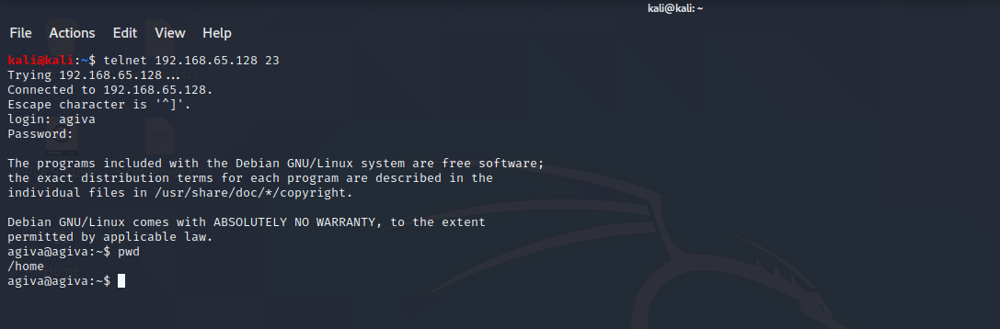 kali@kali: ~
File Actions Edit View Help
kali@kali:~$ telnet 192.168.65.128 23
Trying 192.168.65.128...
Connected to 192.168.65.128.
Escape character is '^]'.
login: agiva
Password:
The programs included with the Debian GNU/Linux system are free software;
the exact distribution terms for each program are described in the
individual files in /usr/share/doc/*/copyright.
Debian GNU/Linux comes with ABSOLUTELY NO WARRANTY, to the extent
permitted by applicable law.
agiva@agiva:~$ pwd
/home
agiva@agiva:~$